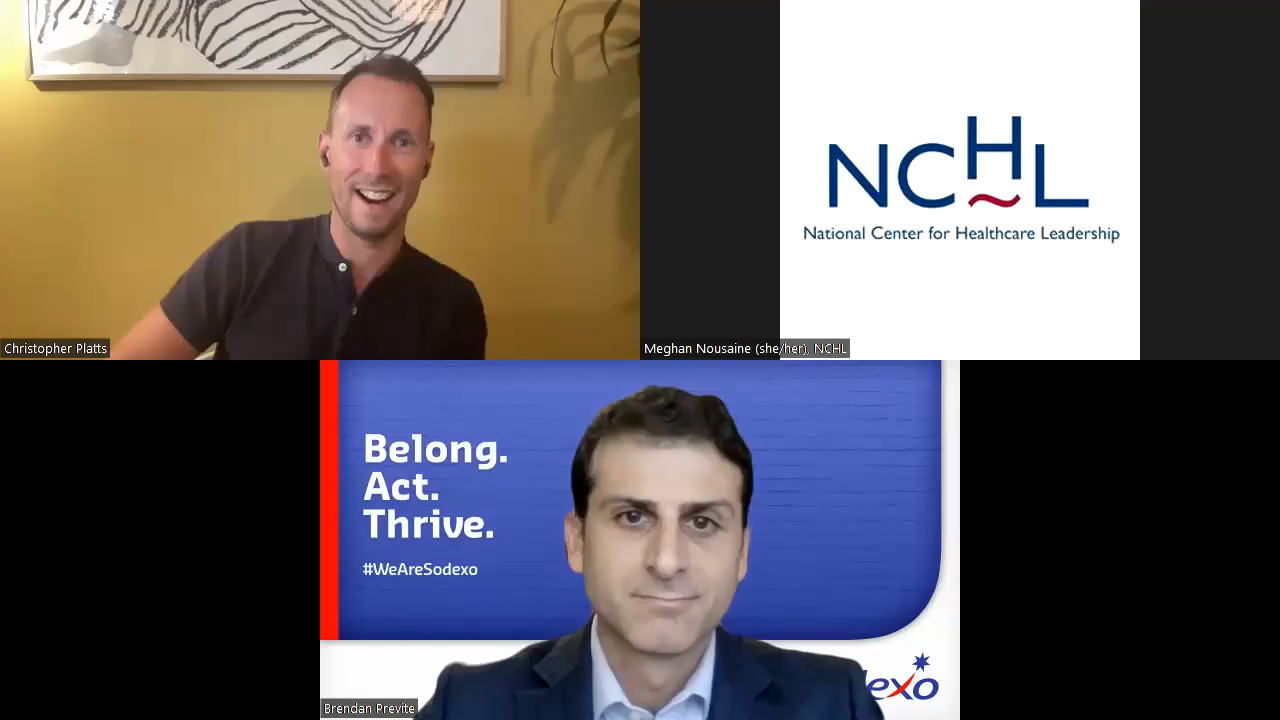 Christopher Platts
NCHL
National Center for Healthcare Leadership
Meghan Nousaine (she/her), NCHL
Belong.
Act.
Thrive.
#WeAreSodexo
dexo
Brendan Previte